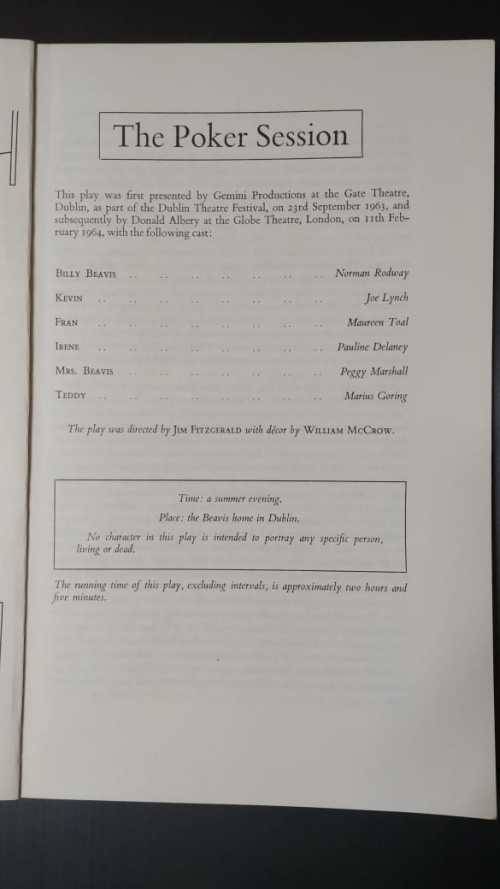 The Poker Session
This play was first presented by Gemini Productions at the Gate Theatre,
Dublin, as part of the Dublin Theatre Festival, on 23rd September 1963, and
subsequently by Donald Albery at the Globe Theatre, London, on 11th Feb-
ruary 1964, with the following cast:
BILLY BEAVIS .. .. .. .. .. .. .. Norman Rodway
KEVIN .. .. .. .. .. .. .. .. Joe Lynch
FRAN .. .. .. .. .. .. .. .. Maureen Toal
IRENE .. .. .. .. .. .. .. .. Pauline Delaney
MRS. BEAVIS .. .. .. .. .. .. .. Peggy Marshall
TEDDY .. .. .. .. .. .. .. .. Marius Goring
The play was directed by JIM FITZGERALD with décor by WILLIAM MCCROW.
Time: a summer evening.
Place: the Beavis home in Dublin.
No character in this play is intended to portray any specific person,
living or dead.
The running time of this play, excluding intervals, is approximately two hours and
five minutes.